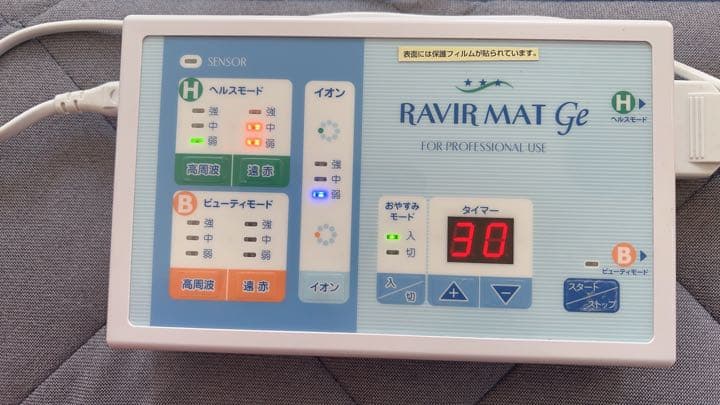 表面には保護フィルムが貼られています。
SENSOR
H ヘルスモード
強 強
中 中
弱 弱
高周波 遠赤
B ビューティモード
強 強
中 中
弱 弱
高周波 遠赤
イオン
強
中
弱
イオン
RAVIR MAT Ge
FOR PROFESSIONAL USE
H
ヘルスモード
おやすみ
モード
入
切
入/切
タイマー
30
+ −
B
ビューティモード
スタート
ストップ